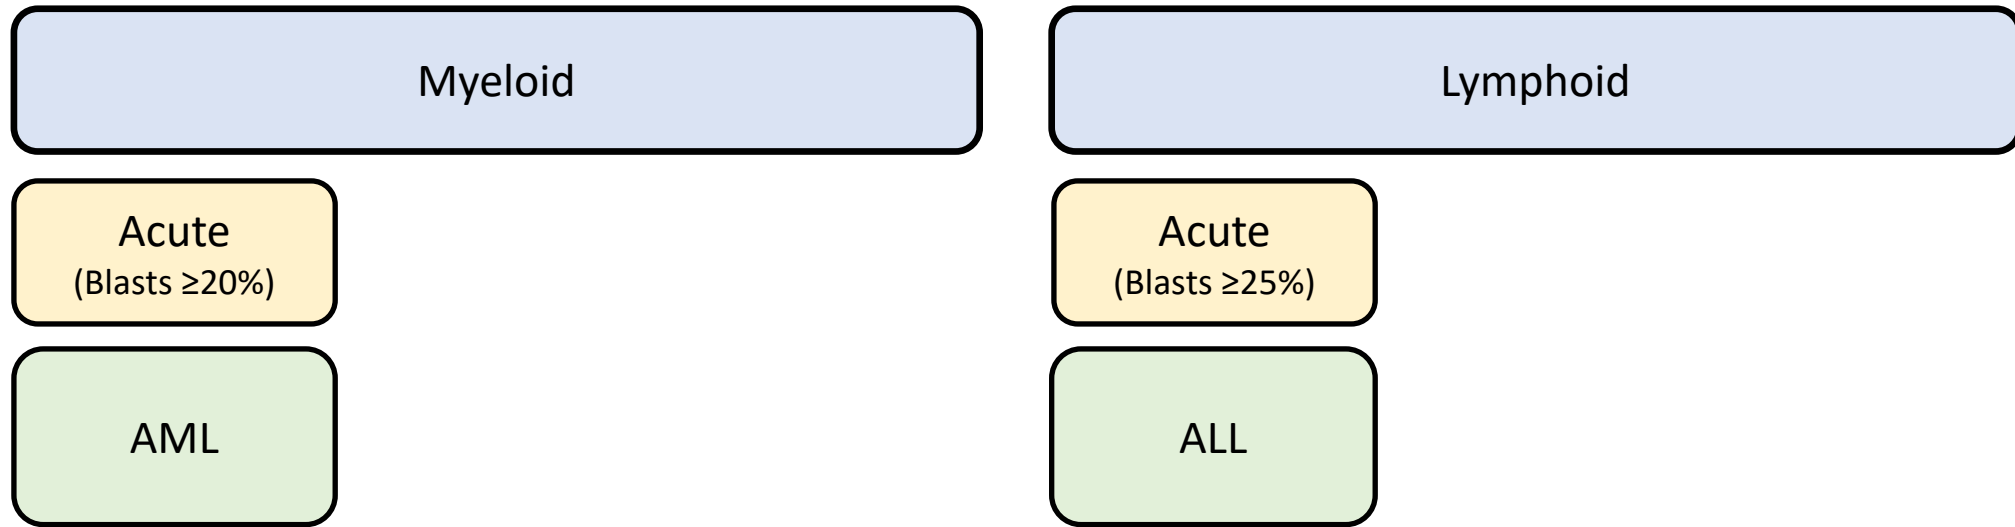 Myeloid
Lymphoid
Acute
(Blasts ≥20%)
Acute
(Blasts ≥25%)
AML
ALL